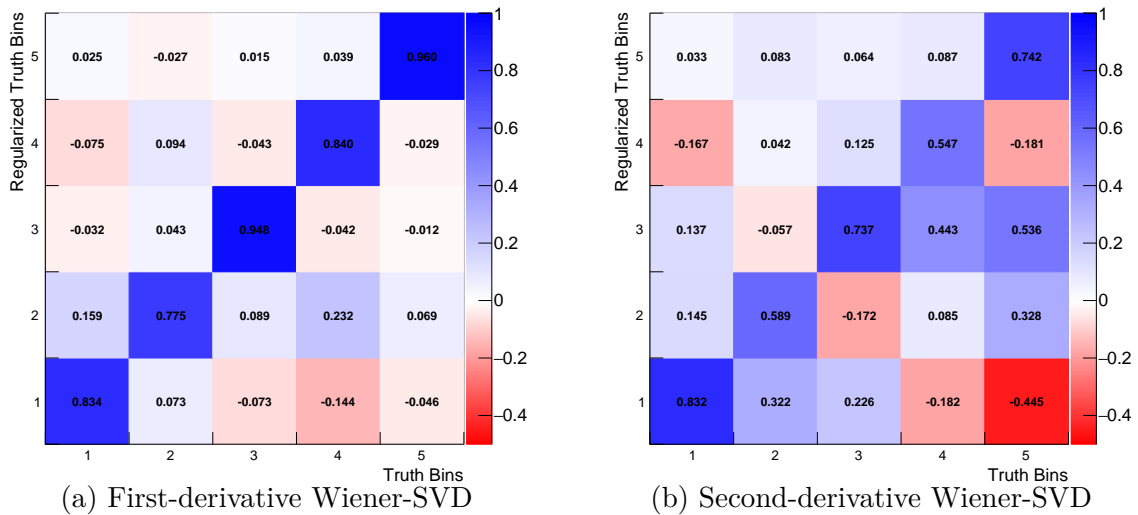 Regularized Truth Bins
5 0.025 -0.027 0.015 0.039 0.960
4 -0.075 0.094 -0.043 0.840 -0.029
3 -0.032 0.043 0.948 -0.042 -0.012
2 0.159 0.775 0.089 0.232 0.069
1 0.834 0.073 -0.073 -0.144 -0.046
1 2 3 4 5
Truth Bins
1
0.8
0.6
0.4
0.2
0
−0.2
−0.4
(a) First-derivative Wiener-SVD
Regularized Truth Bins
5 0.033 0.083 0.064 0.087 0.742
4 -0.167 0.042 0.125 0.547 -0.181
3 0.137 -0.057 0.737 0.443 0.536
2 0.145 0.589 -0.172 0.085 0.328
1 0.832 0.322 0.226 -0.182 -0.445
1 2 3 4 5
Truth Bins
1
0.8
0.6
0.4
0.2
0
−0.2
−0.4
(b) Second-derivative Wiener-SVD